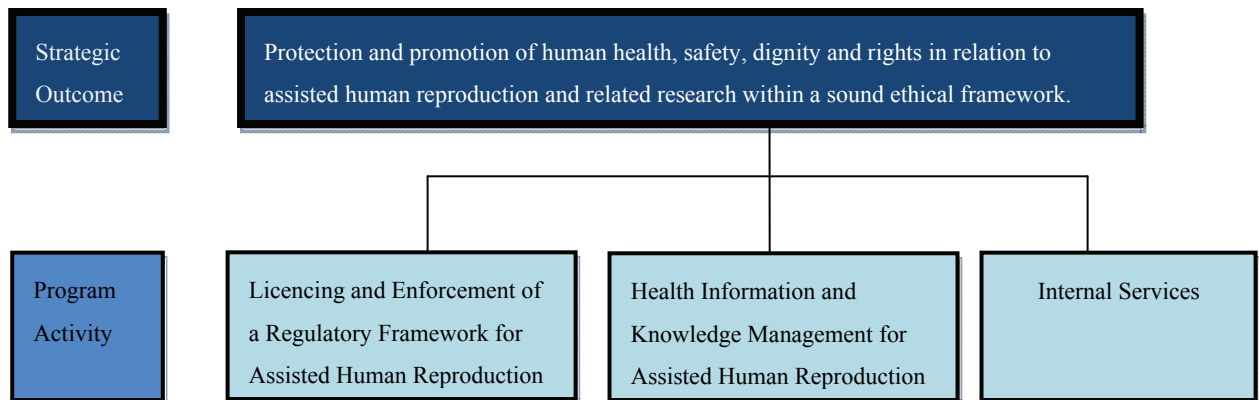 Strategic
Outcome
Protection and promotion of human health, safety, dignity and rights in relation to
assisted human reproduction and related research within a sound ethical framework.
Program
Activity
Licencing and Enforcement of
a Regulatory Framework for
Assisted Human Reproduction
Health Information and
Knowledge Management for
Assisted Human Reproduction
Internal Services